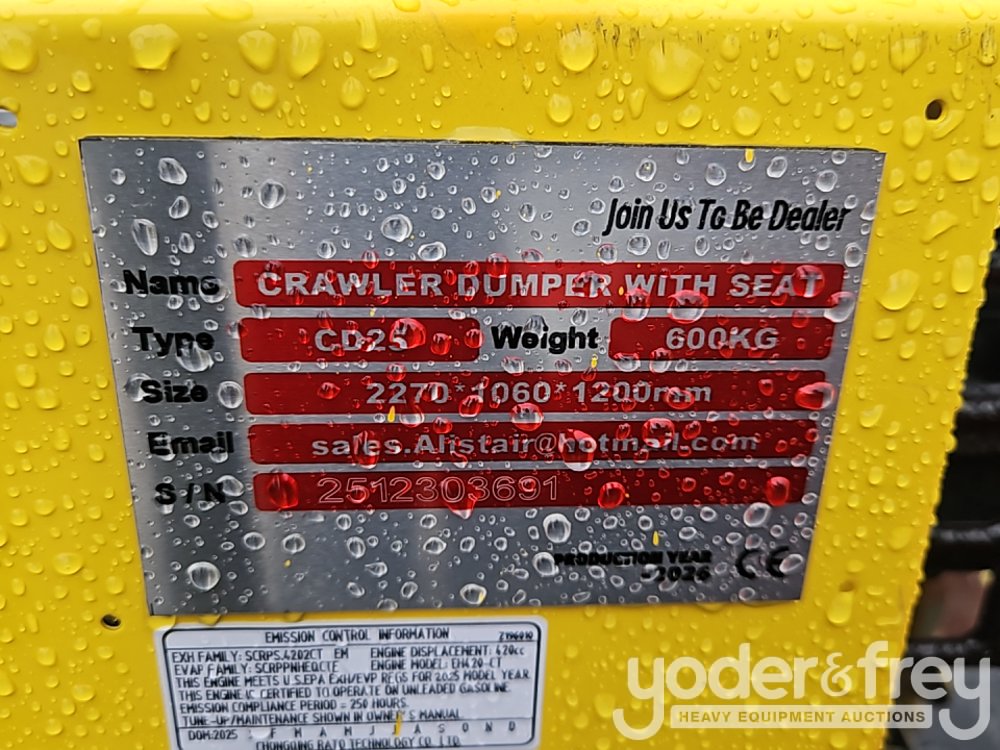 Join Us To Be Dealer
Name CRAWLER DUMPER WITH SEAT
Type CD25 Weight 600KG
Size 2270*1060*1200mm
Email sales.Alistair@hotmail.com
S/N 2512303691
PRODUCTION YEAR
-2026 CE
EMISSION CONTROL INFORMATION Z196910
EXH FAMILY: SCRPS.4202CT EM ENGINE DISPLACEMENT: 420cc
EVAP FAMILY: SCRPPNHEQCTE ENGINE MODEL: EH420-CT
THIS ENGINE MEETS U.S.EPA EXH/EVP REGS FOR 2025 MODEL YEAR
THIS ENGINE IS CERTIFIED TO OPERATE ON UNLEADED GASOLINE
EMISSION COMPLIANCE PERIOD = 250 HOURS.
TUNE-UP/MAINTENANCE SHOWN IN OWNER'S MANUAL
DOM:2025 J F M A M J J A S O N D
CHONGQING RATO TECHNOLOGY CO. LTD.
yoder&frey
HEAVY EQUIPMENT AUCTIONS